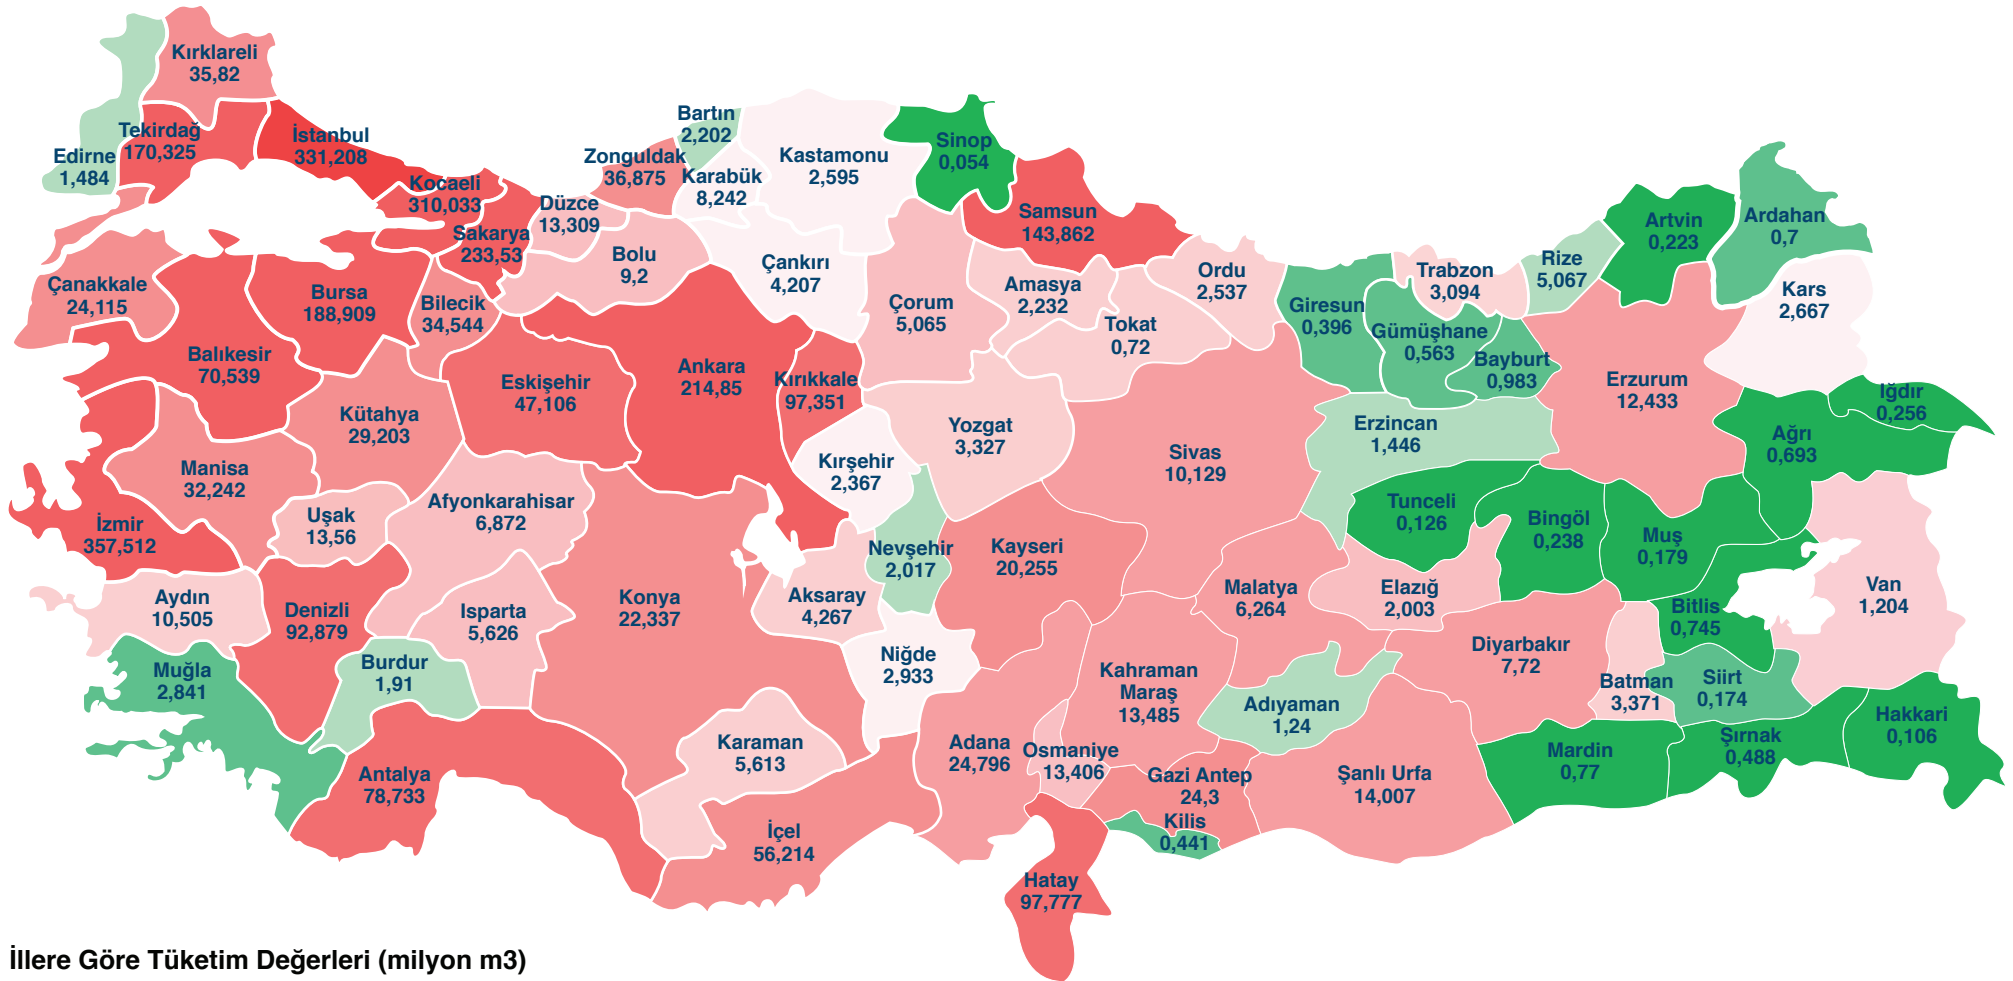 Kırklareli
35,82
Tekirdağ
170,325
İstanbul
331,208
Edirne
1,484
Kocaeli
310,033
Sakarya
233,53
Düzce
13,309
Zonguldak
36,875
Bartın
2,202
Karabük
8,242
Kastamonu
2,595
Sinop
0,054
Samsun
143,862
Bolu
9,2
Çankırı
4,207
Çorum
5,065
Amasya
2,232
Tokat
0,72
Ordu
2,537
Giresun
0,396
Gümüşhane
0,563
Trabzon
3,094
Bayburt
0,983
Rize
5,067
Artvin
0,223
Ardahan
0,7
Kars
2,667
Iğdır
0,256
Ağrı
0,693
Erzurum
12,433
Erzincan
1,446
Çanakkale
24,115
Balıkesir
70,539
Bursa
188,909
Bilecik
34,544
Eskişehir
47,106
Ankara
214,85
Kırıkkale
97,351
Kırşehir
2,367
Yozgat
3,327
Sivas
10,129
Kütahya
29,203
Manisa
32,242
İzmir
357,512
Uşak
13,56
Afyonkarahisar
6,872
Tunceli
0,126
Bingöl
0,238
Muş
0,179
Van
1,204
Bitlis
0,745
Aydın
10,505
Denizli
92,879
Isparta
5,626
Konya
22,337
Aksaray
4,267
Nevşehir
2,017
Kayseri
20,255
Malatya
6,264
Elazığ
2,003
Diyarbakır
7,72
Batman
3,371
Siirt
0,174
Hakkari
0,106
Şırnak
0,488
Mardin
0,77
Muğla
2,841
Burdur
1,91
Antalya
78,733
Karaman
5,613
Niğde
2,933
İçel
56,214
Adana
24,796
Osmaniye
13,406
Kahraman
Maraş
13,485
Adıyaman
1,24
Gazi Antep
24,3
Kilis
0,441
Şanlı Urfa
14,007
Hatay
97,777
İllere Göre Tüketim Değerleri (milyon m3)